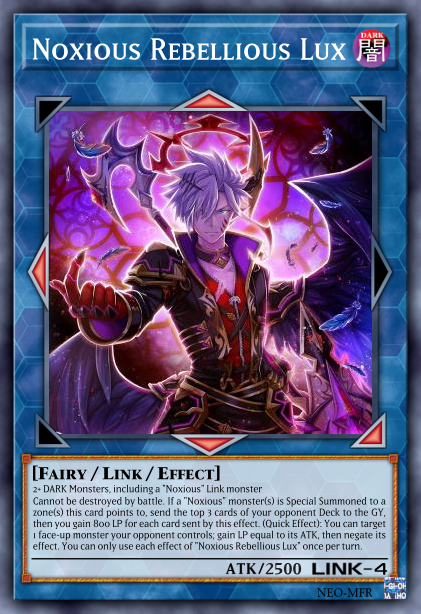 Noxious Rebellious Lux
DARK
闇
[Fairy / Link / Effect]
2+ DARK Monsters, including a "Noxious" Link monster
Cannot be destroyed by battle. If a "Noxious" monster(s) is Special Summoned to a
zone(s) this card points to, send the top 3 cards of your opponent Deck to the GY,
then you gain 800 LP for each card sent by this effect. (Quick Effect): You can target
1 face-up monster your opponent controls; gain LP equal to its ATK, then negate its
effect. You can only use each effect of "Noxious Rebellious Lux" once per turn.
ATK/2500 LINK-4
NEO-MFR